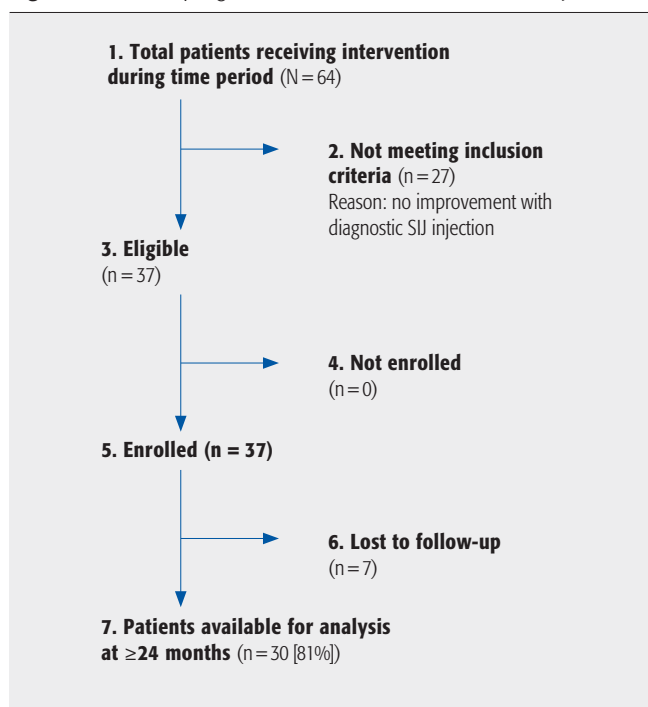 1. Total patients receiving intervention
during time period (N=64)
2. Not meeting inclusion
criteria (n=27)
Reason: no improvement with
diagnostic SIJ injection
3. Eligible
(n=37)
4. Not enrolled
(n=0)
5. Enrolled (n = 37)
6. Lost to follow-up
(n=7)
7. Patients available for analysis
at ≥24 months (n=30 [81%])